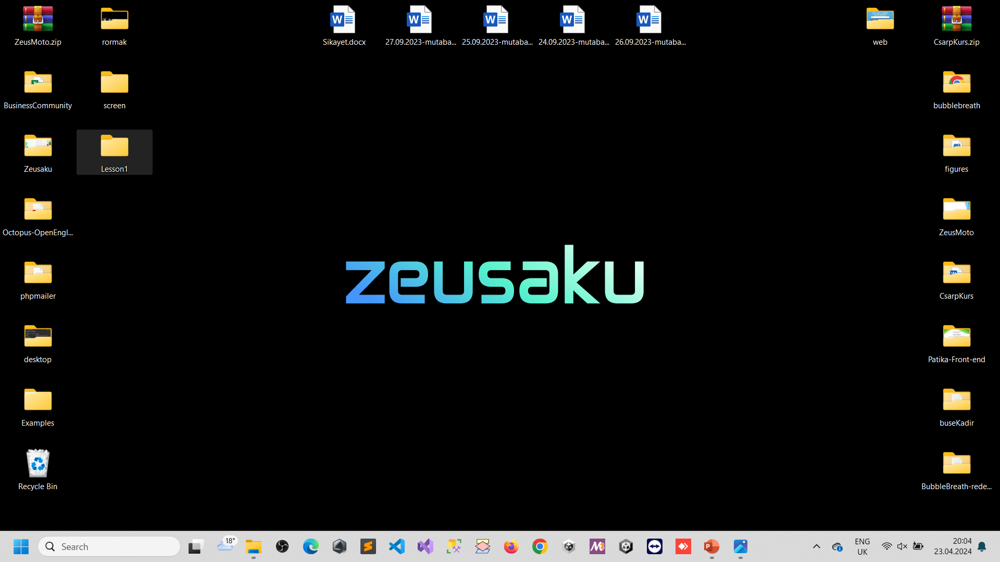 ZeusMoto.zip
rormak
Sikayet.docx
27.09.2023-mutaba...
25.09.2023-mutaba...
24.09.2023-mutaba...
26.09.2023-mutaba...
web
CsarpKurs.zip
BusinessCommunity
screen
bubblebreath
Zeusaku
Lesson1
figures
Octopus-OpenEngl...
ZeusMoto
zeusaku
phpmailer
CsarpKurs
desktop
Patika-Front-end
Examples
buseKadir
Recycle Bin
BubbleBreath-rede...
Search
18°
ENG
UK
20:04
23.04.2024